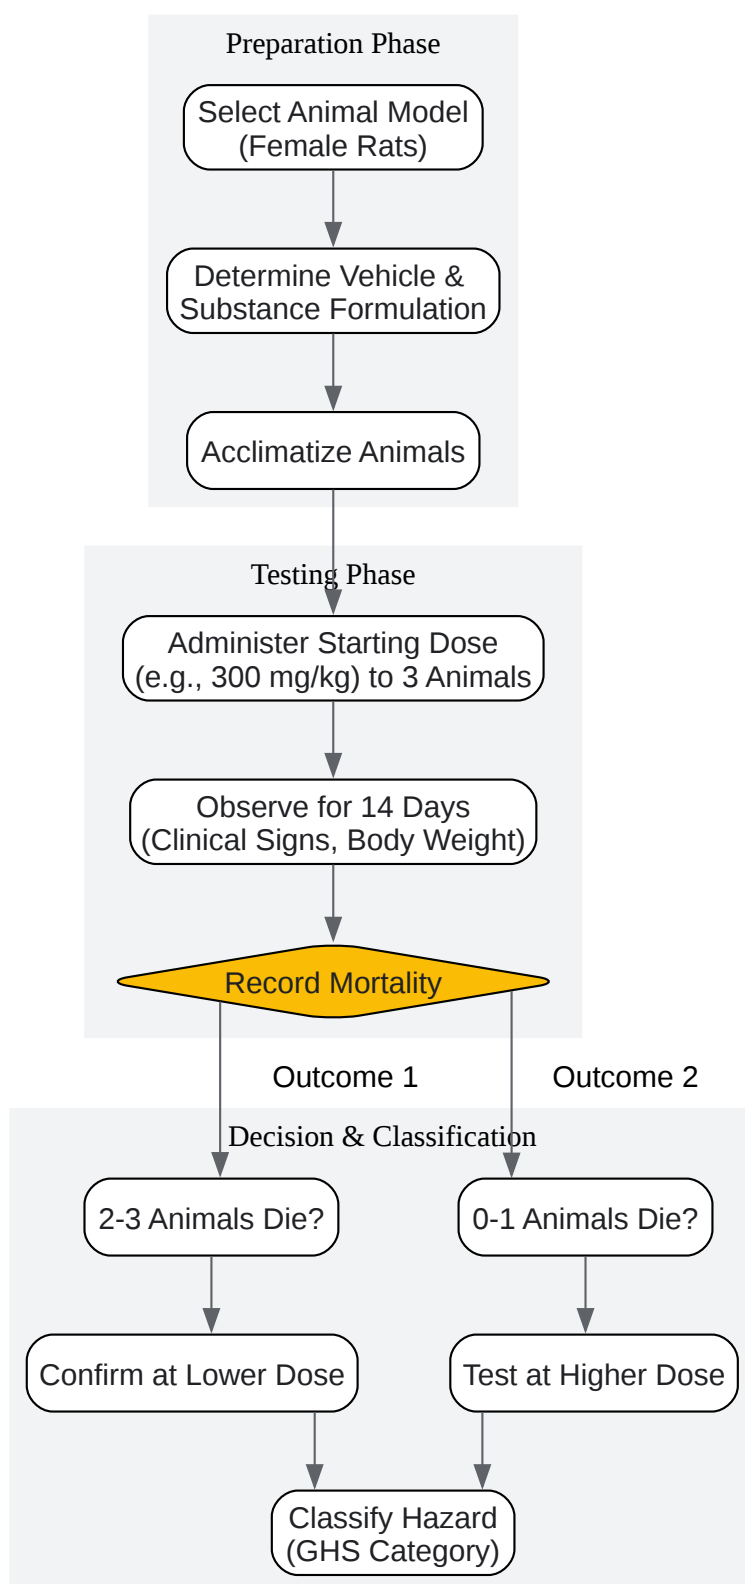 Preparation Phase
Select Animal Model
(Female Rats)
Determine Vehicle &
Substance Formulation
Acclimatize Animals
Testing Phase
Administer Starting Dose
(e.g., 300 mg/kg) to 3 Animals
Observe for 14 Days
(Clinical Signs, Body Weight)
Record Mortality
Outcome 1
Outcome 2
Decision & Classification
2-3 Animals Die?
0-1 Animals Die?
Confirm at Lower Dose
Test at Higher Dose
Classify Hazard
(GHS Category)